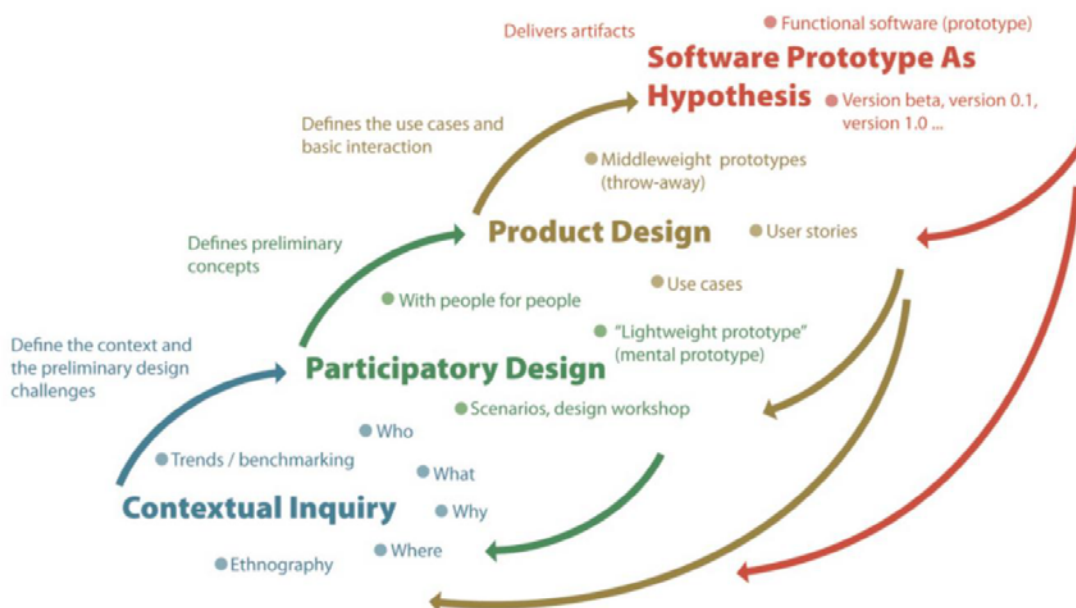 Functional software (prototype)
Delivers artifacts
Software Prototype As
Hypothesis
Version beta, version 0.1,
version 1.0 ...
Defines the use cases and
basic interaction
Middleweight prototypes
(throw-away)
Product Design
User stories
Defines preliminary
concepts
Use cases
With people for people
"Lightweight prototype"
(mental prototype)
Define the context and
the preliminary design
challenges
Participatory Design
Scenarios, design workshop
Who
Trends / benchmarking
What
Contextual Inquiry
Why
Where
Ethnography